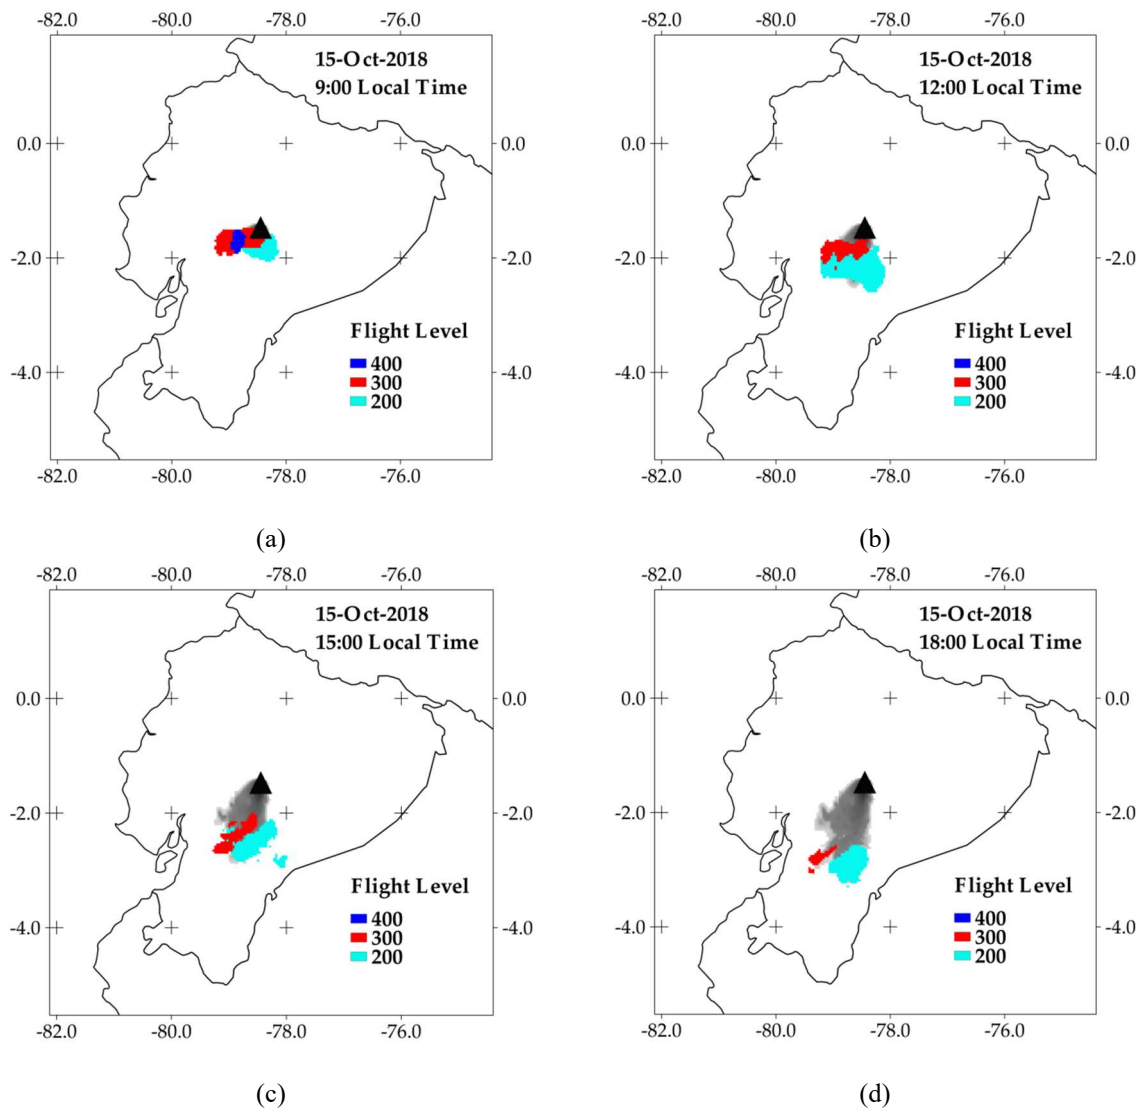 -82.0 -80.0 -78.0 -76.0
15-Oct-2018
9:00 Local Time
0.0 0.0
-2.0 -2.0
Flight Level
400
300
200
-4.0 -4.0
-82.0 -80.0 -78.0 -76.0
(a)
-82.0 -80.0 -78.0 -76.0
15-Oct-2018
12:00 Local Time
0.0 0.0
-2.0 -2.0
Flight Level
400
300
200
-4.0 -4.0
-82.0 -80.0 -78.0 -76.0
(b)
-82.0 -80.0 -78.0 -76.0
15-Oct-2018
15:00 Local Time
0.0 0.0
-2.0 -2.0
Flight Level
400
300
200
-4.0 -4.0
-82.0 -80.0 -78.0 -76.0
(c)
-82.0 -80.0 -78.0 -76.0
15-Oct-2018
18:00 Local Time
0.0 0.0
-2.0 -2.0
Flight Level
400
300
200
-4.0 -4.0
-82.0 -80.0 -78.0 -76.0
(d)